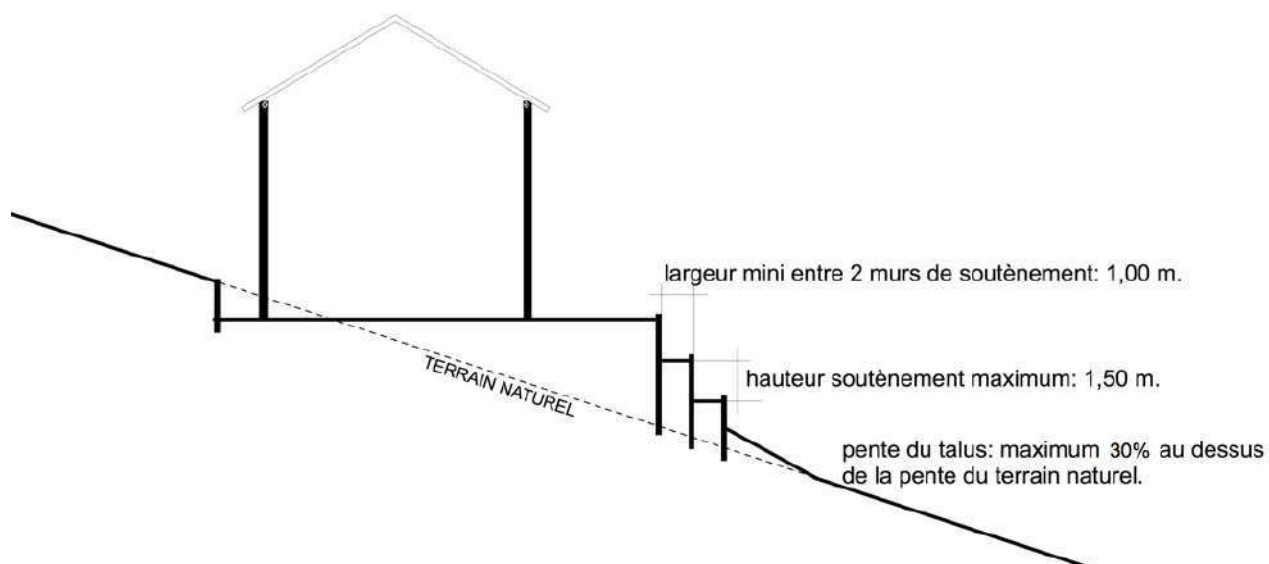 largeur mini entre 2 murs de soutènement: 1,00 m.
TERRAIN NATUREL
hauteur soutènement maximum: 1,50 m.
pente du talus: maximum 30% au dessus
de la pente du terrain naturel.